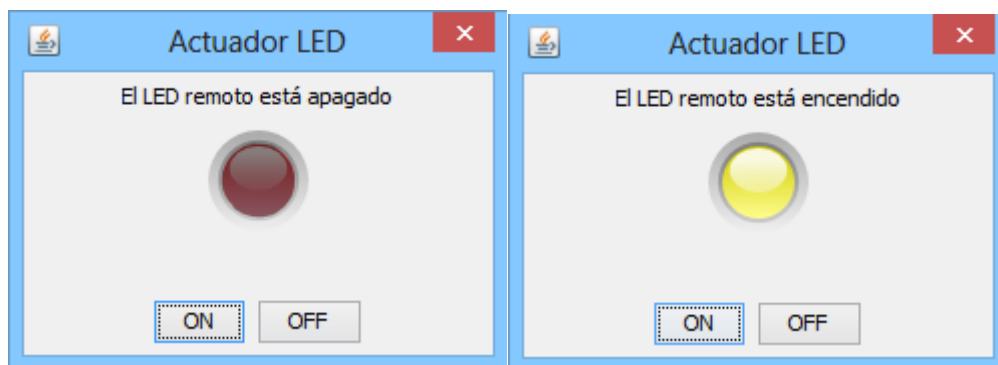 Actuador LED
El LED remoto está apagado
ON OFF
Actuador LED
El LED remoto está encendido
ON OFF